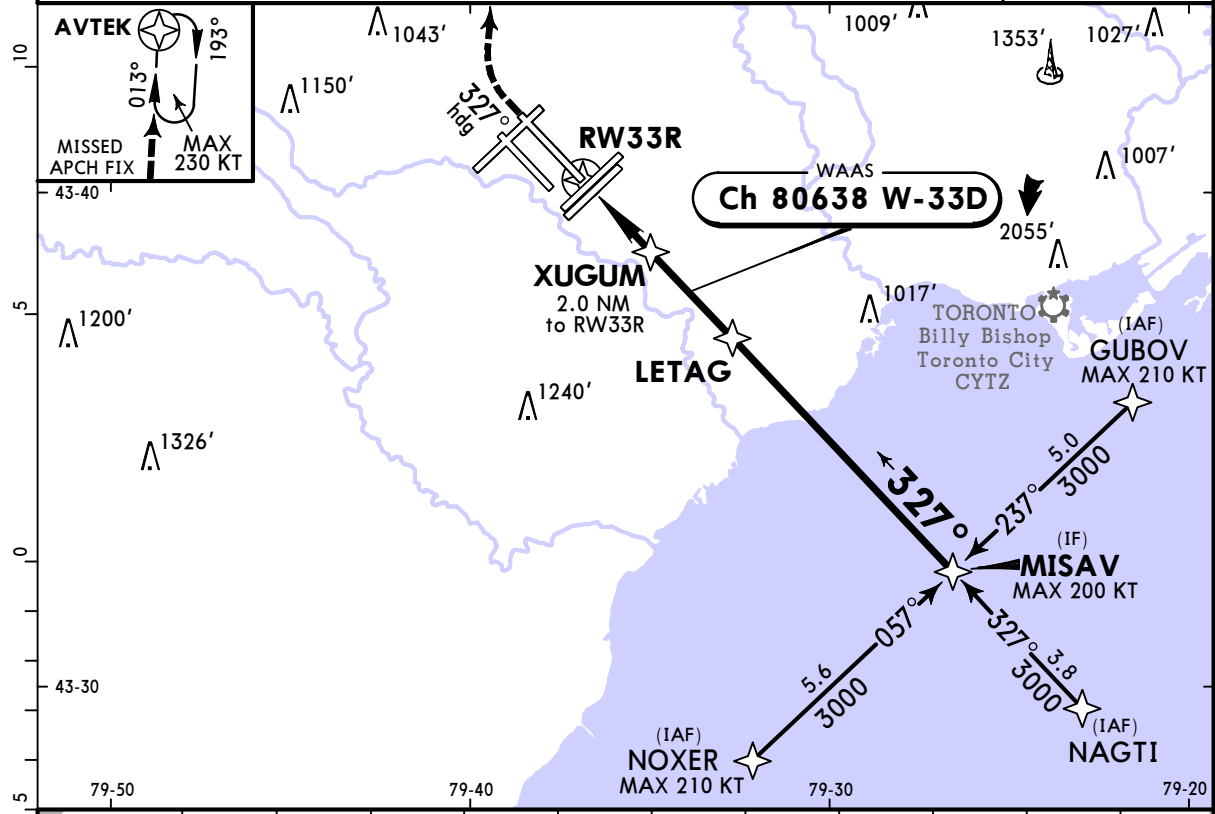 AVTEK
013°
193°
MAX
230 KT
MISSED
APCH FIX
1043'
1150'
327°
hdg
RW33R
1009'
1353'
1027'
1007'
WAAS
Ch 80638 W-33D
2055'
XUGUM
2.0 NM
to RW33R
LETAG
1017'
TORONTO
Billy Bishop
Toronto City
CYTZ
(IAF)
GUBOV
MAX 210 KT
5.0
3000
237°
1200'
1240'
1326'
327°
(IF)
MISAV
MAX 200 KT
057°
5.6
3000
327°
3.8
3000
(IAF)
NOXER
MAX 210 KT
(IAF)
NAGTI
10
43-40
5
0
43-30
5
79-50
79-40
79-30
79-20